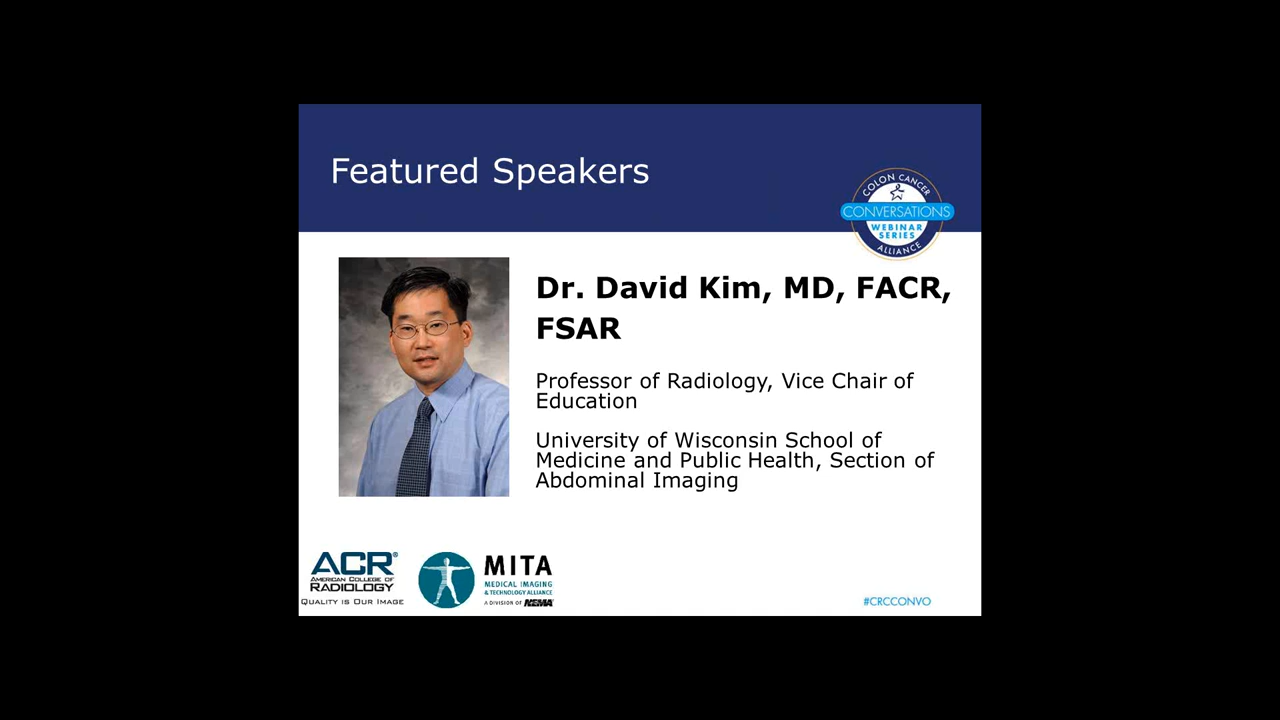 Featured Speakers
COLON CANCER
CONVERSATIONS
WEBINAR
SERIES
ALLIANCE
Dr. David Kim, MD, FACR,
FSAR
Professor of Radiology, Vice Chair of
Education
University of Wisconsin School of
Medicine and Public Health, Section of
Abdominal Imaging
ACR®
AMERICAN COLLEGE OF
RADIOLOGY
QUALITY IS OUR IMAGE
MITA
MEDICAL IMAGING
& TECHNOLOGY ALLIANCE
A DIVISION OF NEMA
#CRCCONVO